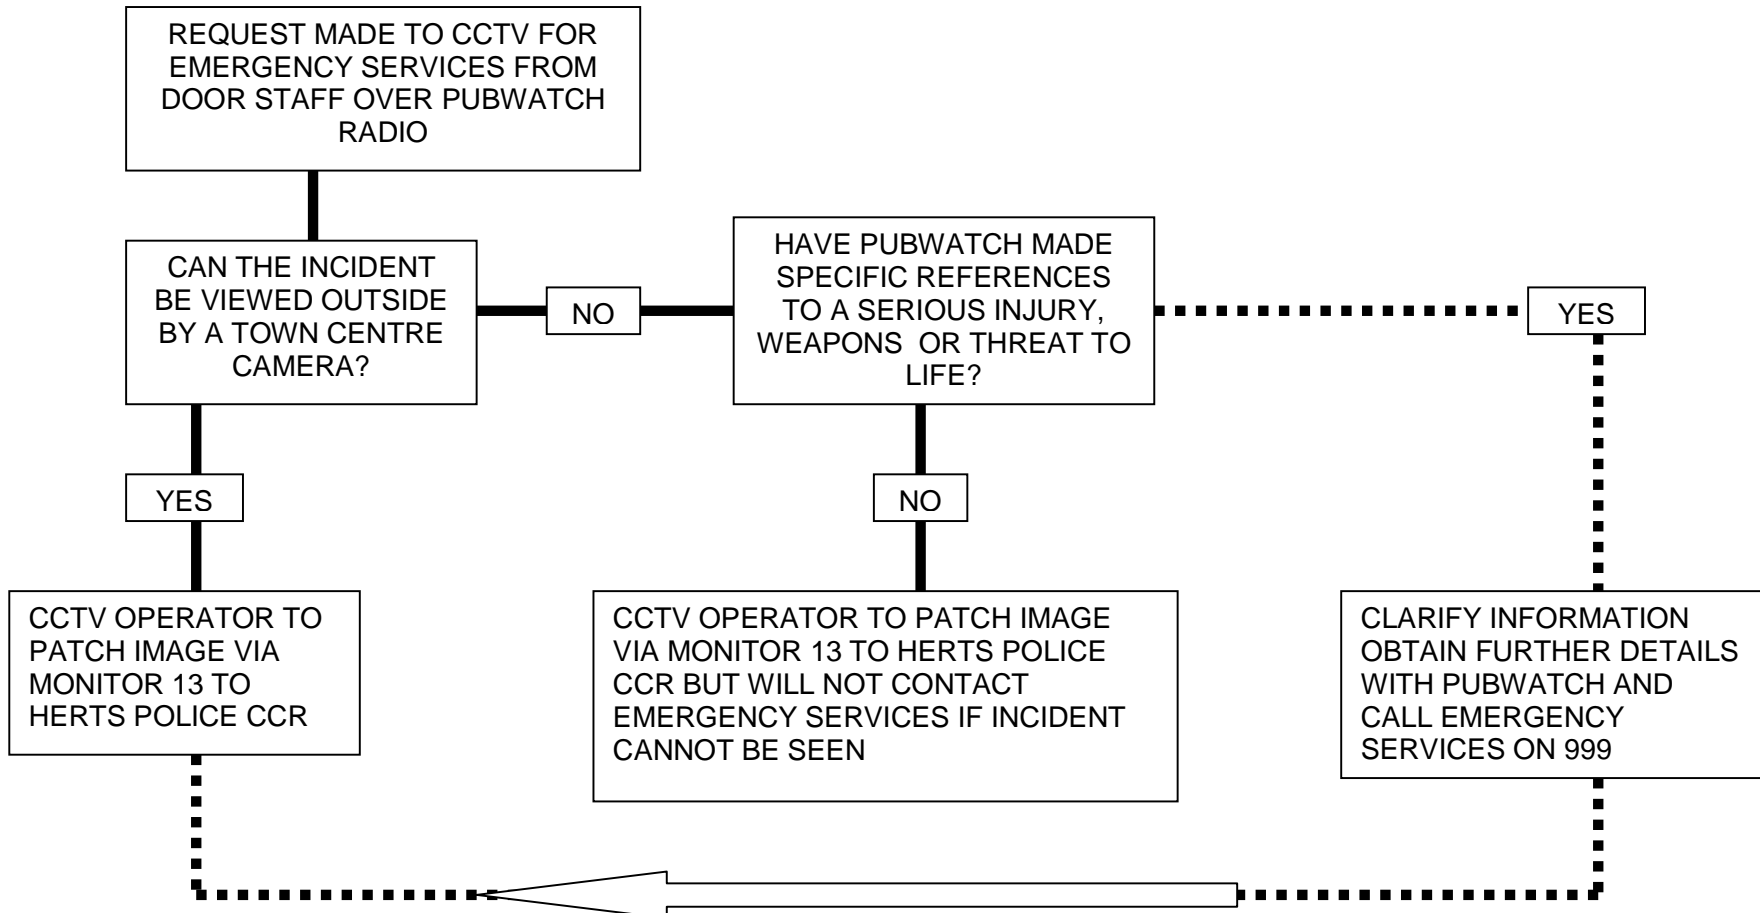 REQUEST MADE TO CCTV FOR
EMERGENCY SERVICES FROM
DOOR STAFF OVER PUBWATCH
RADIO
CAN THE INCIDENT
BE VIEWED OUTSIDE
BY A TOWN CENTRE
CAMERA?
NO
HAVE PUBWATCH MADE
SPECIFIC REFERENCES
TO A SERIOUS INJURY,
WEAPONS OR THREAT TO
LIFE?
YES
YES
NO
CCTV OPERATOR TO
PATCH IMAGE VIA
MONITOR 13 TO
HERTS POLICE CCR
CCTV OPERATOR TO PATCH IMAGE
VIA MONITOR 13 TO HERTS POLICE
CCR BUT WILL NOT CONTACT
EMERGENCY SERVICES IF INCIDENT
CANNOT BE SEEN
CLARIFY INFORMATION
OBTAIN FURTHER DETAILS
WITH PUBWATCH AND
CALL EMERGENCY
SERVICES ON 999